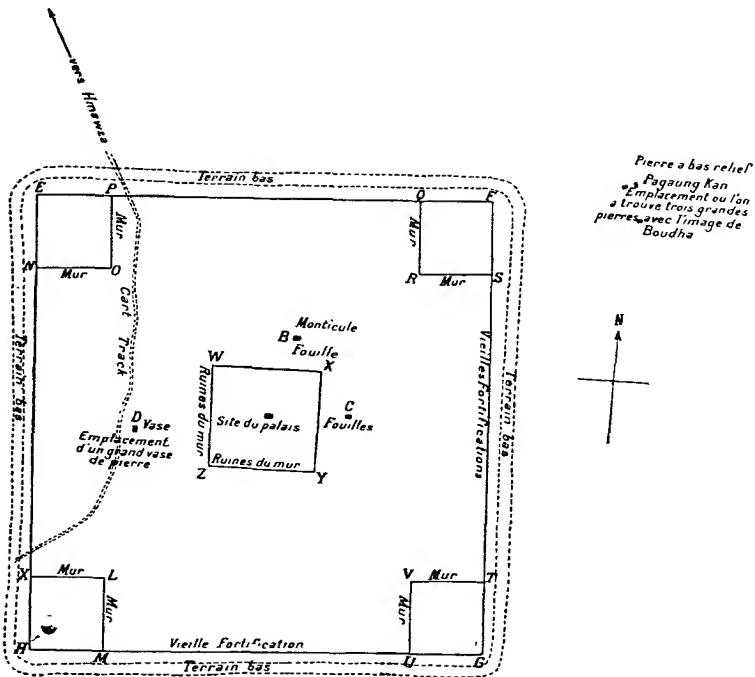 vers Hmawza
Terrain bas
E P Q F
Mur Mur
N Mur O R Mur S
Pierre a bas relief
Pagaung Kan
Emplacement ou l'on
a trouve trois grandes
pierres avec l'image de
Boudha
N
Cart Track
Monticule
B
Fouille
W X
Ruines du mur
Site du palais
C
Fouilles
Z Ruines du mur Y
D Vase
Emplacement
d'un grand vase
de pierre
Terrain bas
Vieilles Fortifications
Terrain bas
X Mur L V Mur T
Mur Mur
H M Vieille Fortification U G
Terrain bas